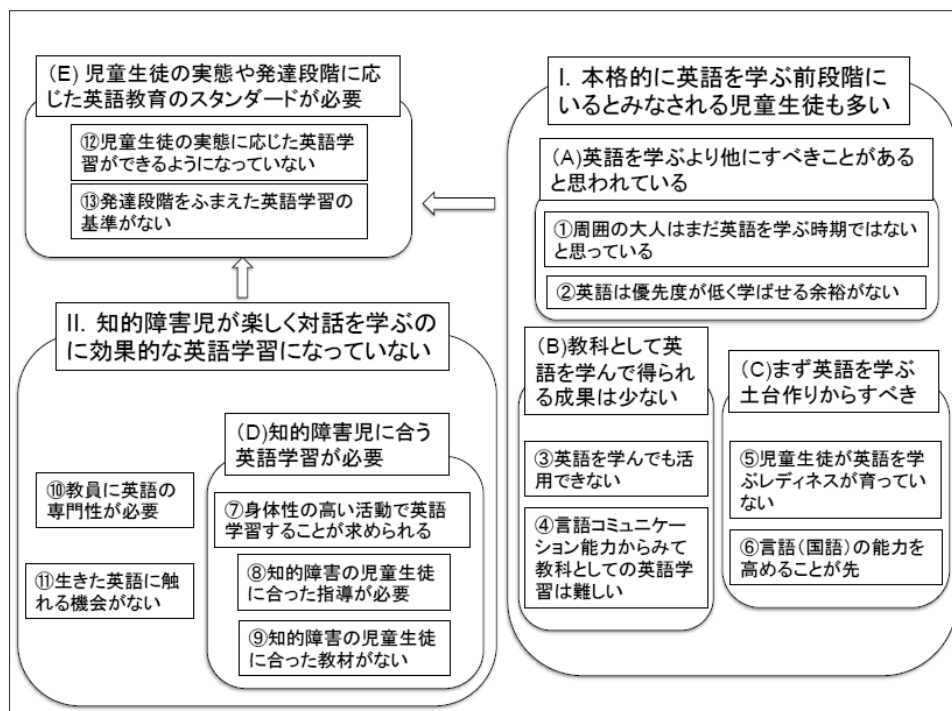 (E) 児童生徒の実態や発達段階に応
じた英語教育のスタンダードが必要
⑫児童生徒の実態に応じた英語学
習ができるようになっていない
⑬発達段階をふまえた英語学習の
基準がない
I. 本格的に英語を学ぶ前段階に
いるとみなされる児童生徒も多い
(A)英語を学ぶより他にすべきことがある
と思われている
①周囲の大人はまだ英語を学ぶ時期ではない
と思っている
②英語は優先度が低く学ばせる余裕がない
(B)教科として英
語を学んで得られ
る成果は少ない
③英語を学んでも活
用できない
④言語コミュニケー
ション能力からみて
教科としての英語学
習は難しい
(C)まず英語を学ぶ
土台作りからすべき
⑤児童生徒が英語を学
ぶレディネスが育ってい
ない
⑥言語(国語)の能力を
高めることが先
II. 知的障害児が楽しく対話を学ぶの
に効果的な英語学習になっていない
(D)知的障害児に合う
英語学習が必要
⑦身体性の高い活動で英語
学習することが求められる
⑧知的障害の児童生徒
に合った指導が必要
⑨知的障害の児童生徒
に合った教材がない
⑩教員に英語の
専門性が必要
⑪生きた英語に触
れる機会がない